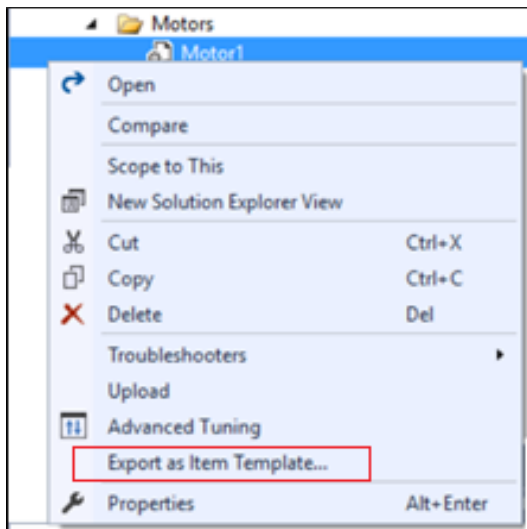 Motors
Motor1
Open
Compare
Scope to This
New Solution Explorer View
Cut Ctrl+X
Copy Ctrl+C
Delete Del
Troubleshooters
Upload
Advanced Tuning
Export as Item Template...
Properties Alt+Enter